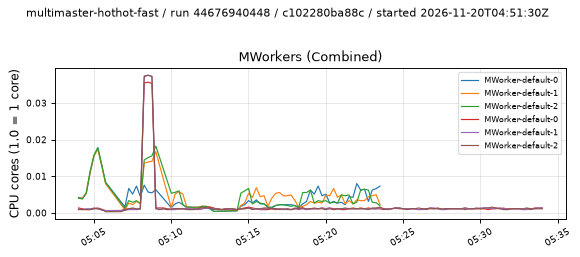 multimaster-hothot-fast / run 44676940448 / c102280ba88c / started 2026-11-20T04:51:30Z
MWorkers (Combined)
CPU cores (1.0 = 1 core)
0.03
0.02
0.01
0.00
MWorker-default-0
MWorker-default-1
MWorker-default-2
MWorker-default-0
MWorker-default-1
MWorker-default-2
05:05
05:10
05:15
05:20
05:25
05:30
05:35